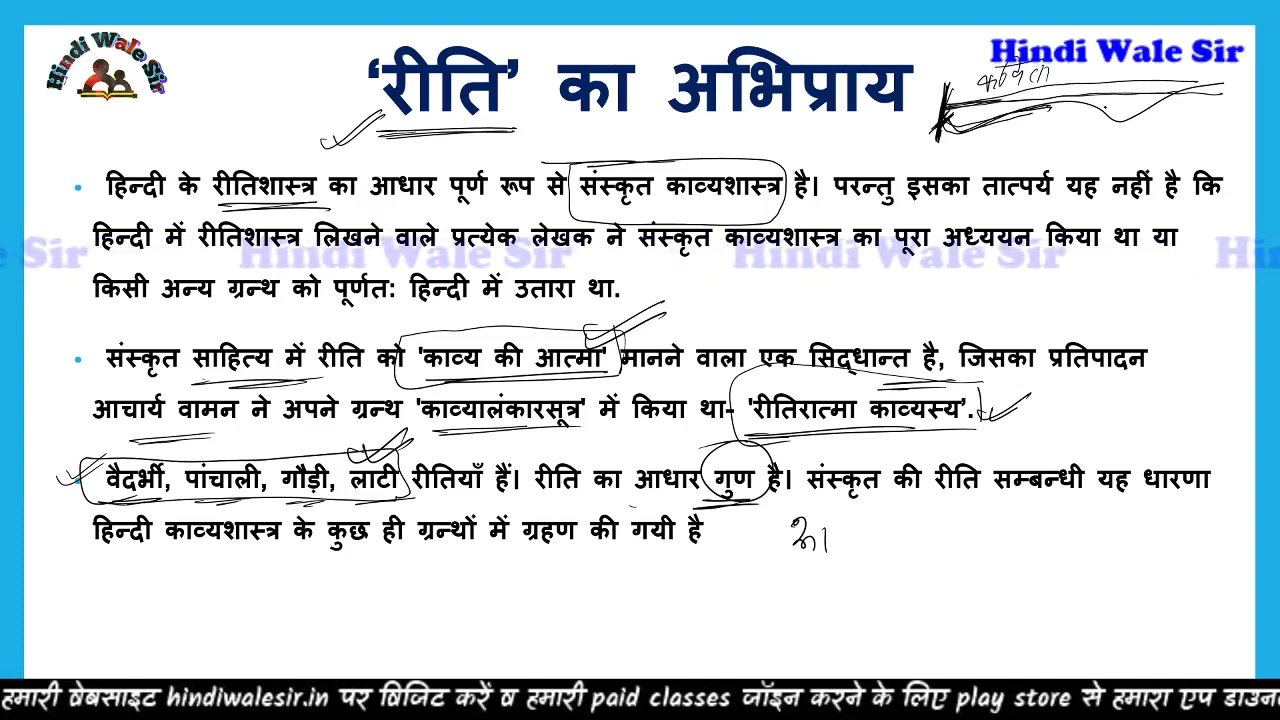 Hindi Wale Sir
Hindi Wale Sir
‘रीति’ का अभिप्राय
कविता
• हिन्दी के रीतिशास्त्र का आधार पूर्ण रूप से संस्कृत काव्यशास्त्र है। परन्तु इसका तात्पर्य यह नहीं है कि
हिन्दी में रीतिशास्त्र लिखने वाले प्रत्येक लेखक ने संस्कृत काव्यशास्त्र का पूरा अध्ययन किया था या
किसी अन्य ग्रन्थ को पूर्णत: हिन्दी में उतारा था.
• संस्कृत साहित्य में रीति को 'काव्य की आत्मा' मानने वाला एक सिद्धान्त है, जिसका प्रतिपादन
आचार्य वामन ने अपने ग्रन्थ 'काव्यालंकारसूत्र' में किया था- 'रीतिरात्मा काव्यस्य’.
• वैदर्भी, पांचाली, गौड़ी, लाटी रीतियाँ हैं। रीति का आधार गुण है। संस्कृत की रीति सम्बन्धी यह धारणा
हिन्दी काव्यशास्त्र के कुछ ही ग्रन्थों में ग्रहण की गयी है
हमारी वेबसाइट hindiwalesir.in पर विजिट करें व हमारी paid classes जॉइन करने के लिए play store से हमारा एप डाउन